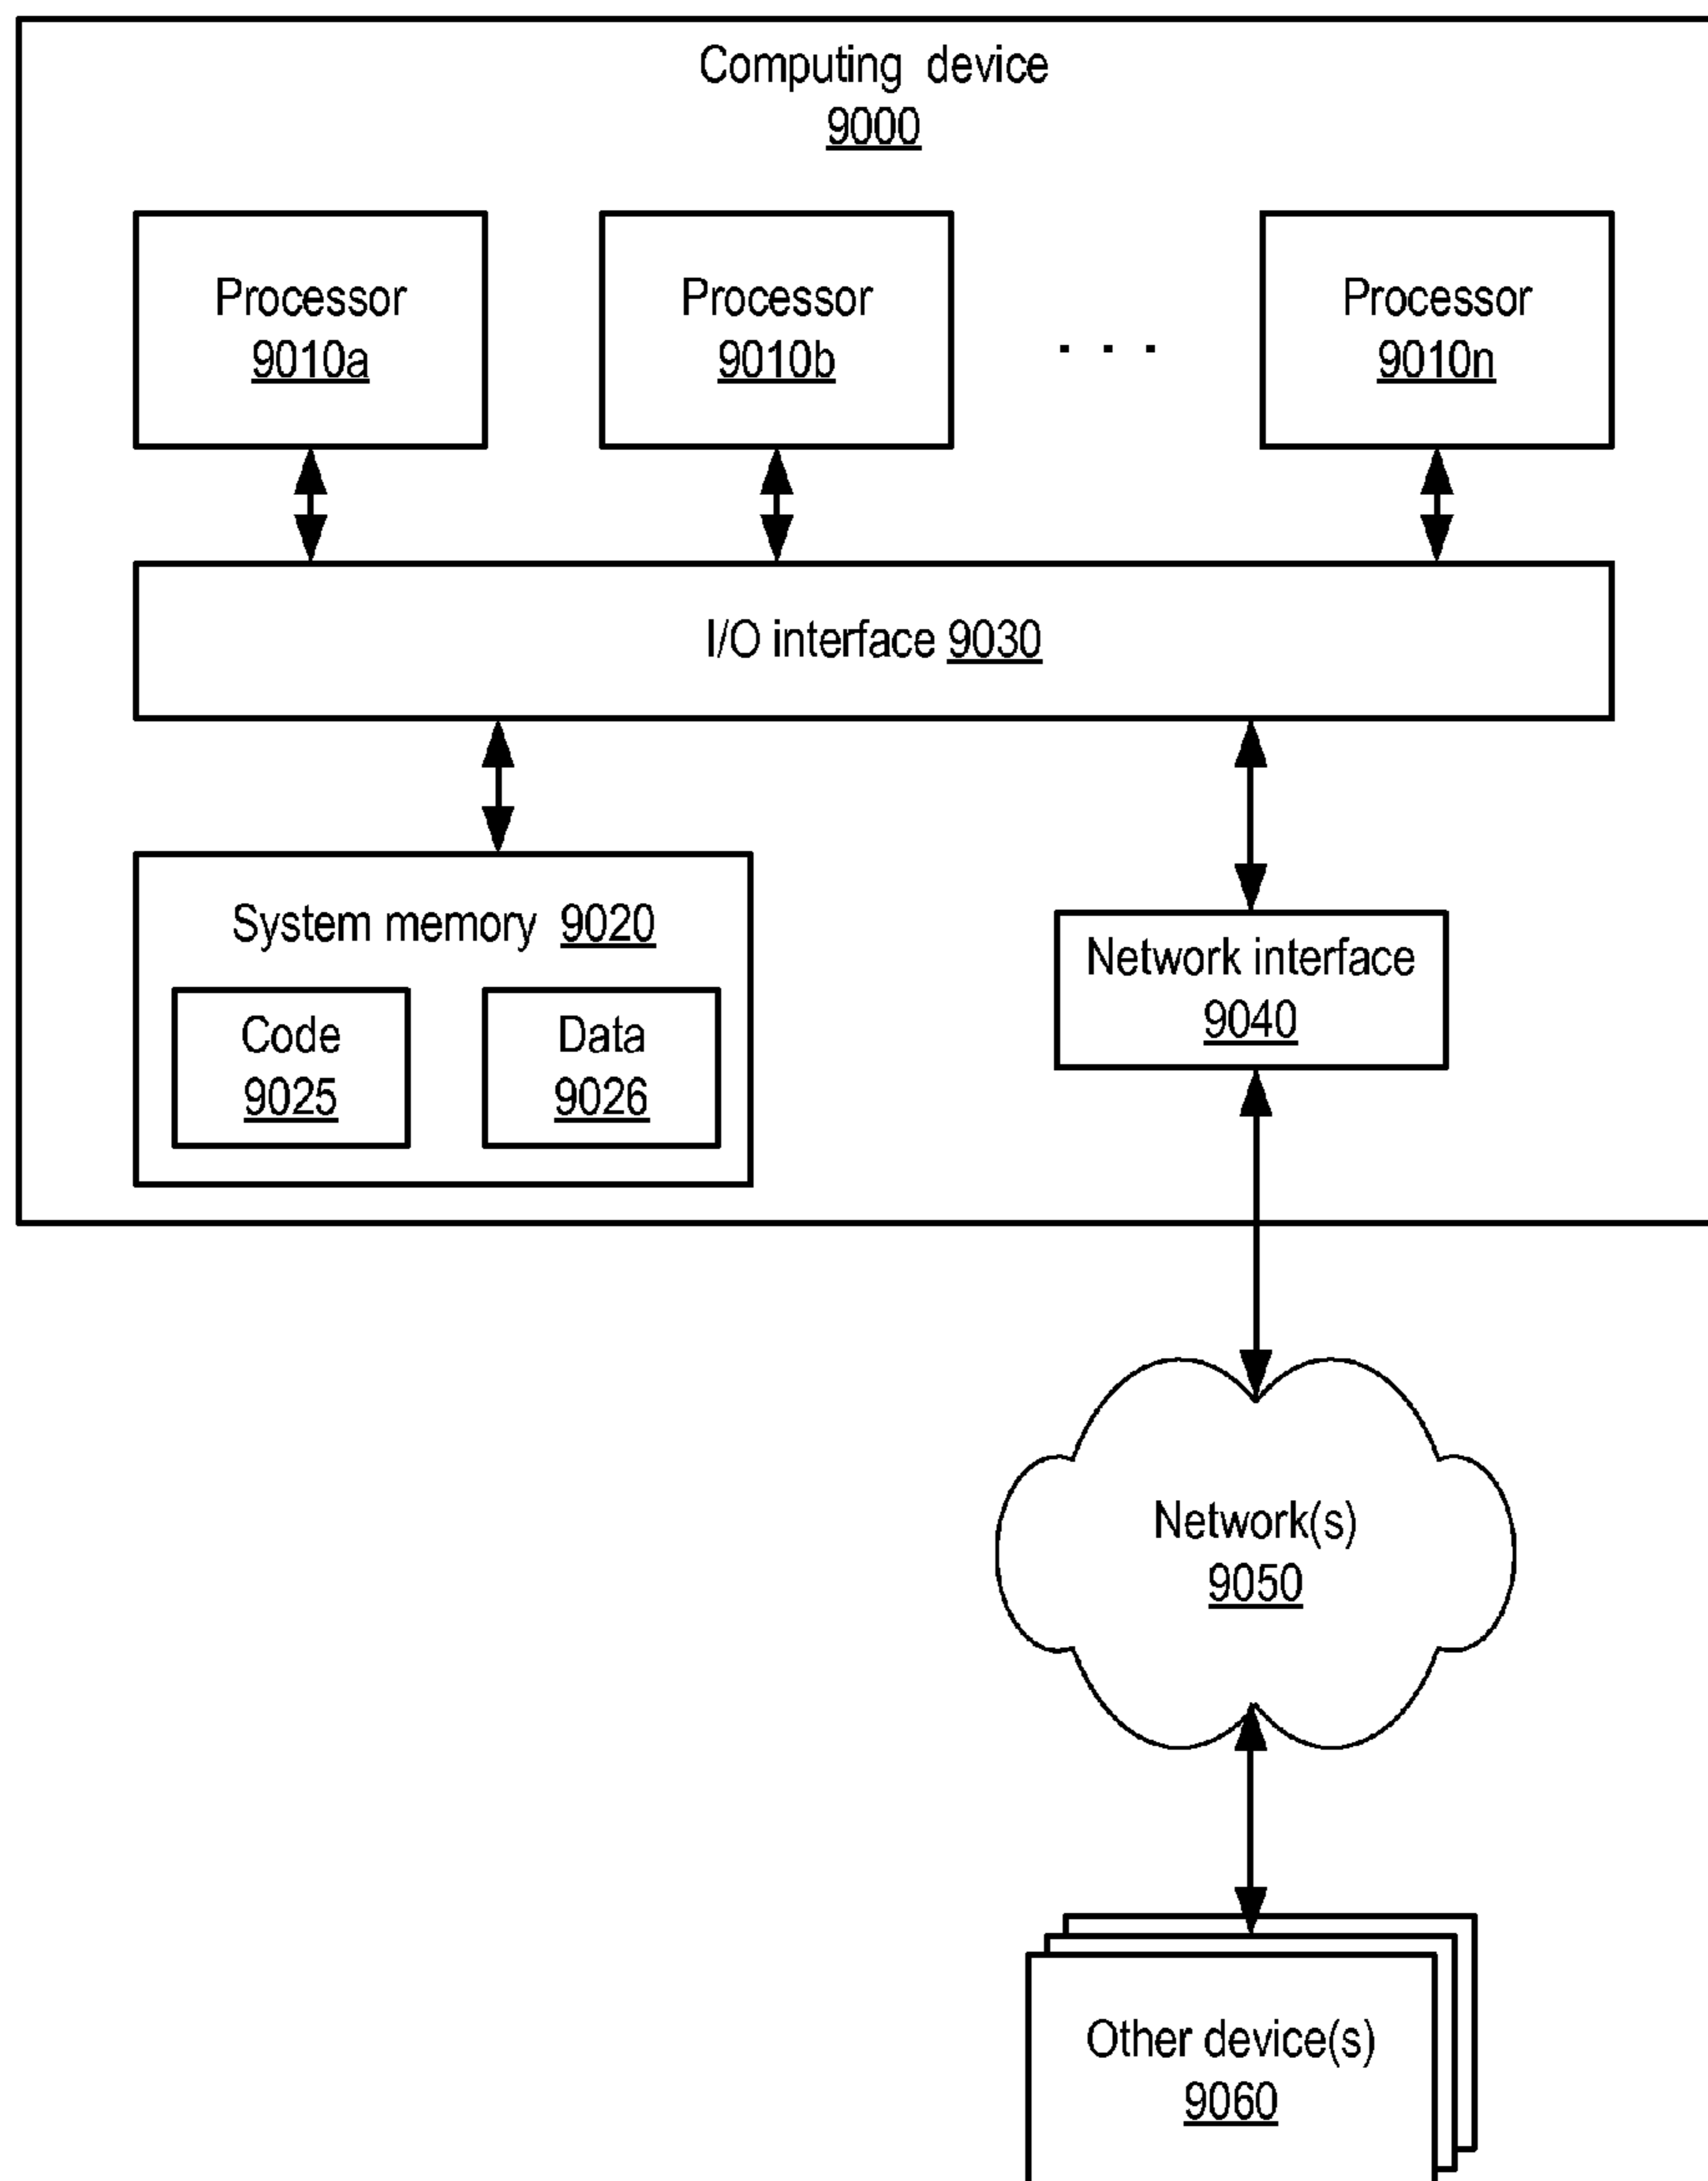 Computing device
9000
Processor
9010a
Processor
9010b
. . .
Processor
9010n
I/O interface 9030
System memory 9020
Code
9025
Data
9026
Network interface
9040
Network(s)
9050
Other device(s)
9060